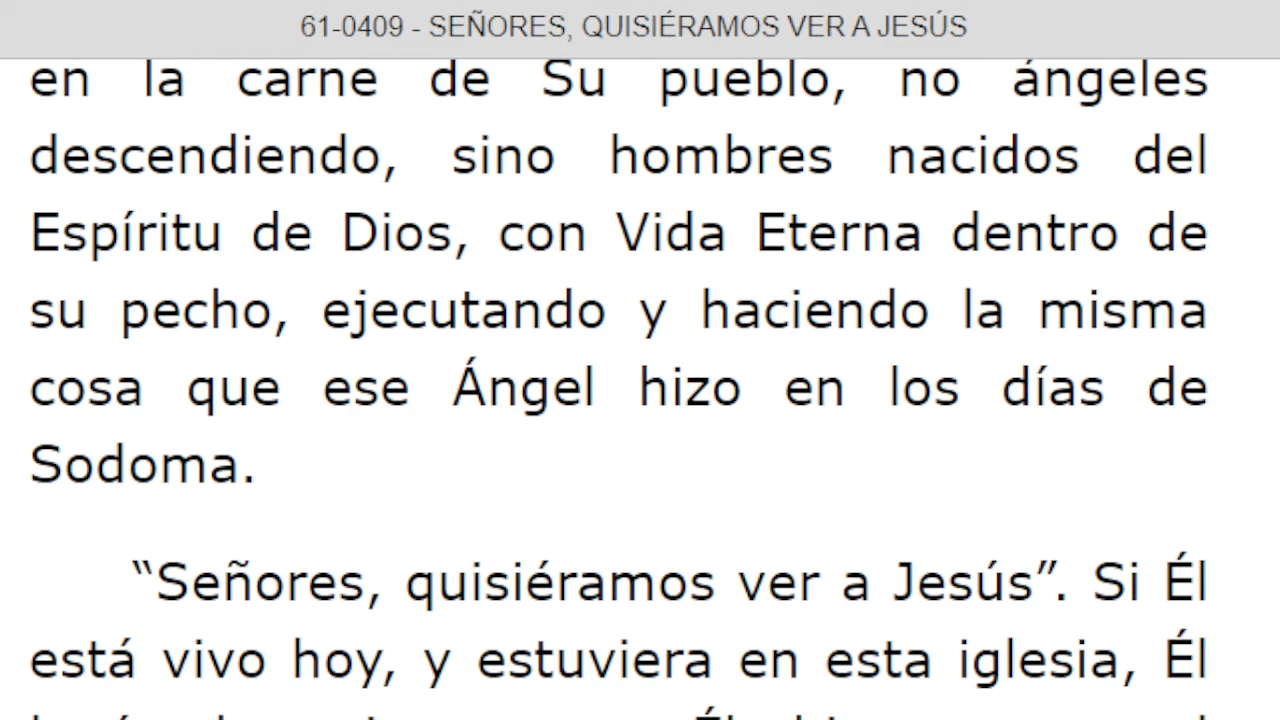 61-0409 - SEÑORES, QUISIÉRAMOS VER A JESÚS
en la carne de Su pueblo, no ángeles
descendiendo, sino hombres nacidos del
Espíritu de Dios, con Vida Eterna dentro de
su pecho, ejecutando y haciendo la misma
cosa que ese Ángel hizo en los días de
Sodoma.
“Señores, quisiéramos ver a Jesús”. Si Él
está vivo hoy, y estuviera en esta iglesia, Él